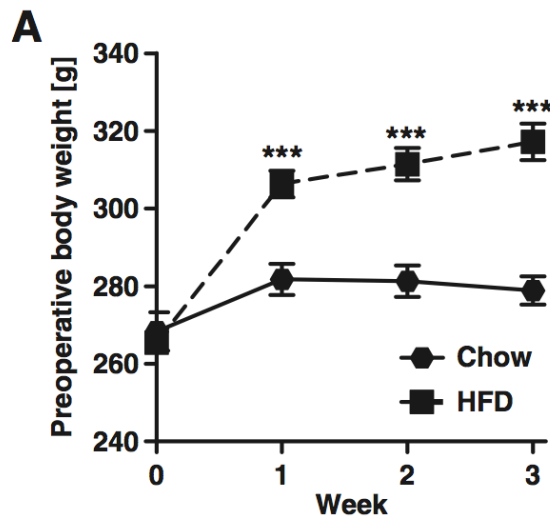 A
Preoperative body weight [g]
340
320
300
280
260
240
***
***
***
Chow
HFD
0
1
2
3
Week